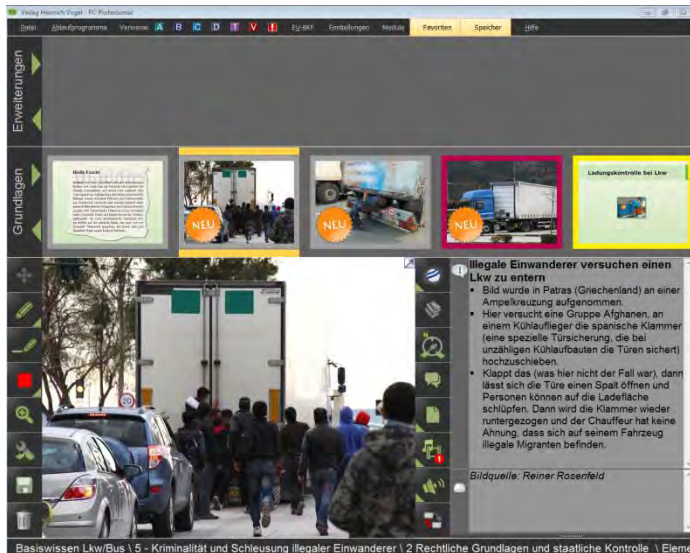 Verlag Heinrich Vogel - PC Professional
Datei Ablaufprogramme Verweise A B C D T V ! EU-BKF Einstellungen Module Favoriten Speicher Hilfe
Erweiterungen
Grundlagen
Heiße Fracht
NEU
NEU
NEU
Ladungskontrolle bei Lkw
Illegale Einwanderer versuchen einen
Lkw zu entern
• Bild wurde in Patras (Griechenland) an einer
Ampelkreuzung aufgenommen.
• Hier versucht eine Gruppe Afghanen, an
einem Kühlauflieger die spanische Klammer
(eine spezielle Türsicherung, die bei
unzähligen Kühlaufbauten die Türen sichert)
hochzuschieben.
• Klappt das (was hier nicht der Fall war), dann
lässt sich die Türe einen Spalt öffnen und
Personen können auf die Ladefläche
schlüpfen. Dann wird die Klammer wieder
runtergezogen und der Chauffeur hat keine
Ahnung, dass sich auf seinem Fahrzeug
illegale Migranten befinden.
Bildquelle: Reiner Rosenfeld
Basiswissen Lkw/Bus \ 5 - Kriminalität und Schleusung illegaler Einwanderer \ 2 Rechtliche Grundlagen und staatliche Kontrolle \ Elem